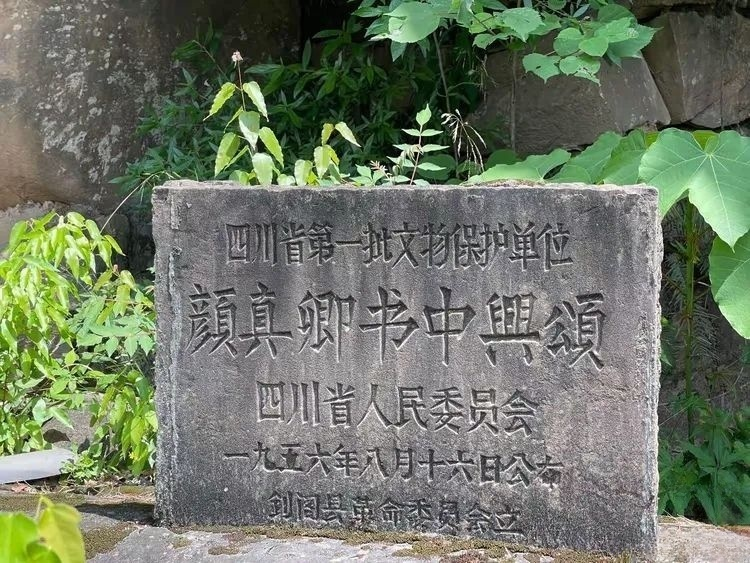 四川省第一批文物保护单位
顔真卿书中興頌
四川省人民委员会
一九五六年八月十六日公布
剑阁县革命委员会立